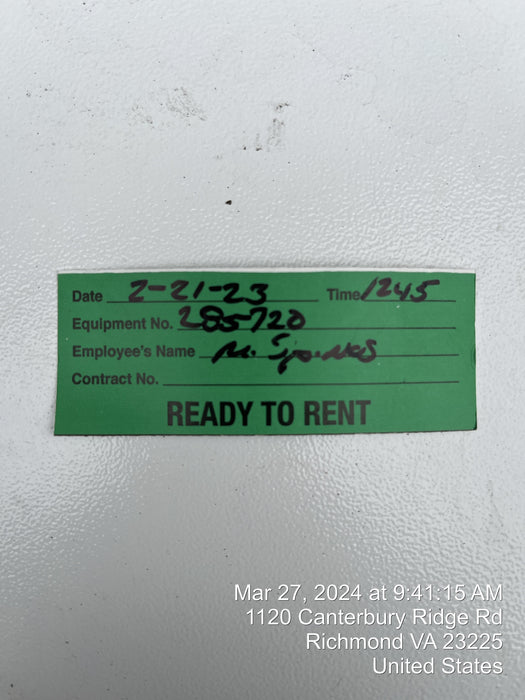 Date 2-21-23 Time 1245
Equipment No. 285720
Employee's Name M. Sparks
Contract No.
READY TO RENT
Mar 27, 2024 at 9:41:15 AM
1120 Canterbury Ridge Rd
Richmond VA 23225
United States